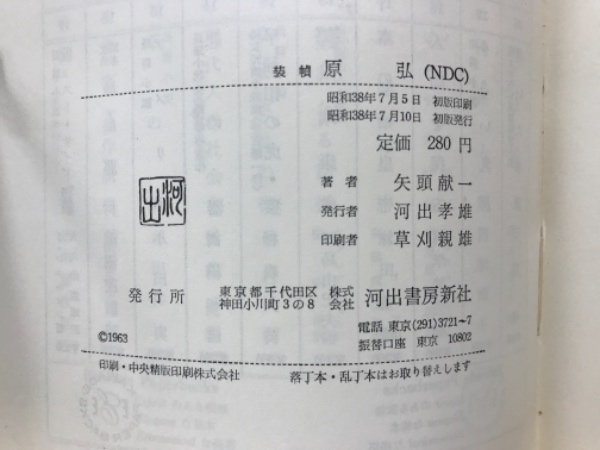 装幀 原 弘 (NDC)
昭和38年7月5日 初版印刷
昭和38年7月10日 初版発行
定価 280円
著者 矢頭献一
発行者 河出孝雄
印刷者 草刈親雄
河出
発行所 東京都千代田区神田小川町3の8 株式会社 河出書房新社
電話 東京(291)3721~7
振替口座 東京 10802
©1963
印刷・中央精版印刷株式会社 落丁本・乱丁本はお取り替えします